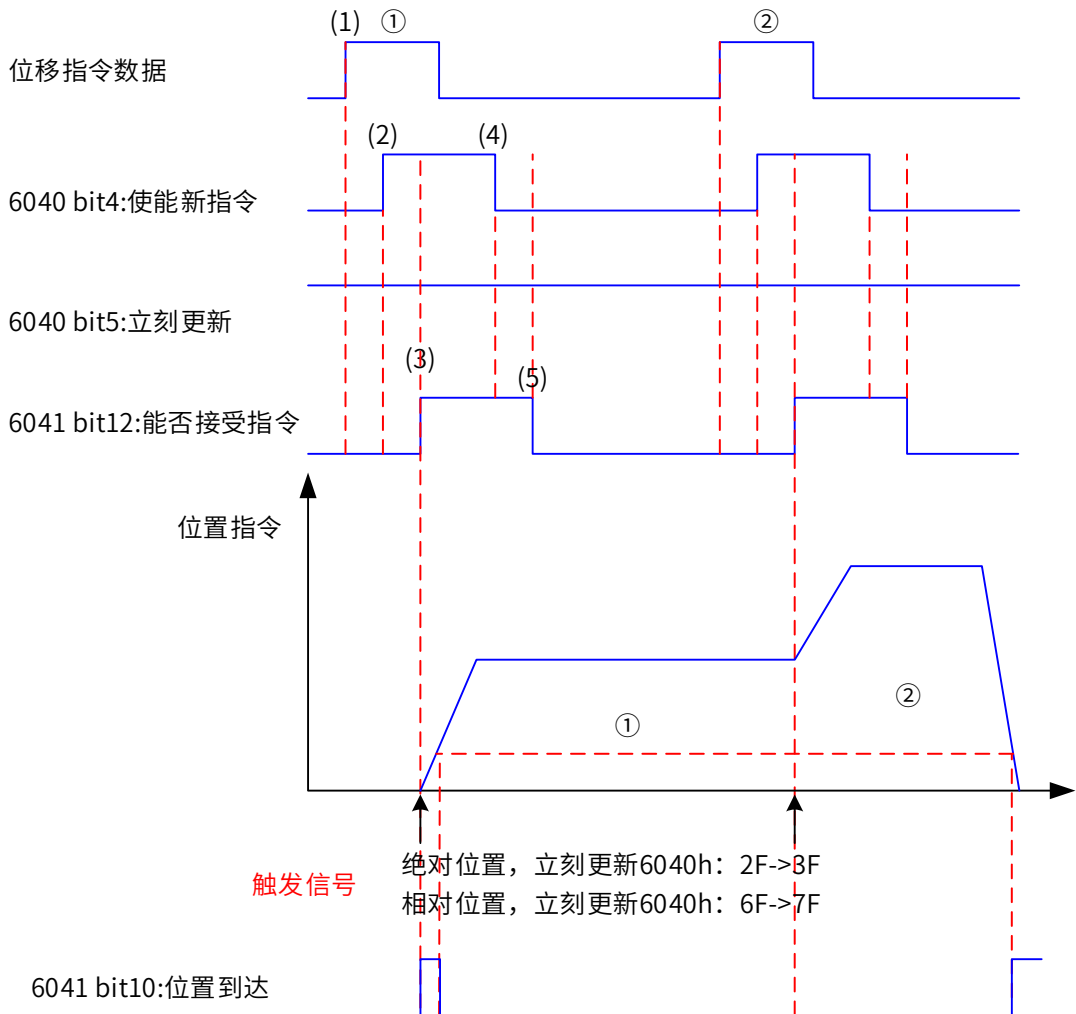 (1) ① ②
位移指令数据
(2) (4)
6040 bit4:使能新指令
6040 bit5:立刻更新
(3)
(5)
6041 bit12:能否接受指令
位置指令
②
①
绝对位置，立刻更新6040h：2F->3F
触发信号
相对位置，立刻更新6040h：6F->7F
6041 bit10:位置到达